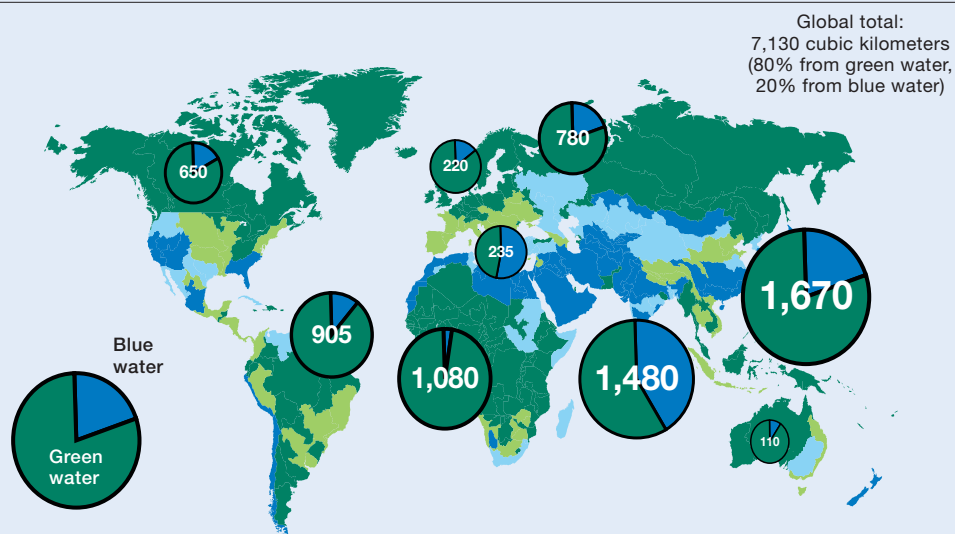 Global total:
7,130 cubic kilometers
(80% from green water,
20% from blue water)
780
220
650
235
1,670
905
Blue
water
1,080
1,480
110
Green
water